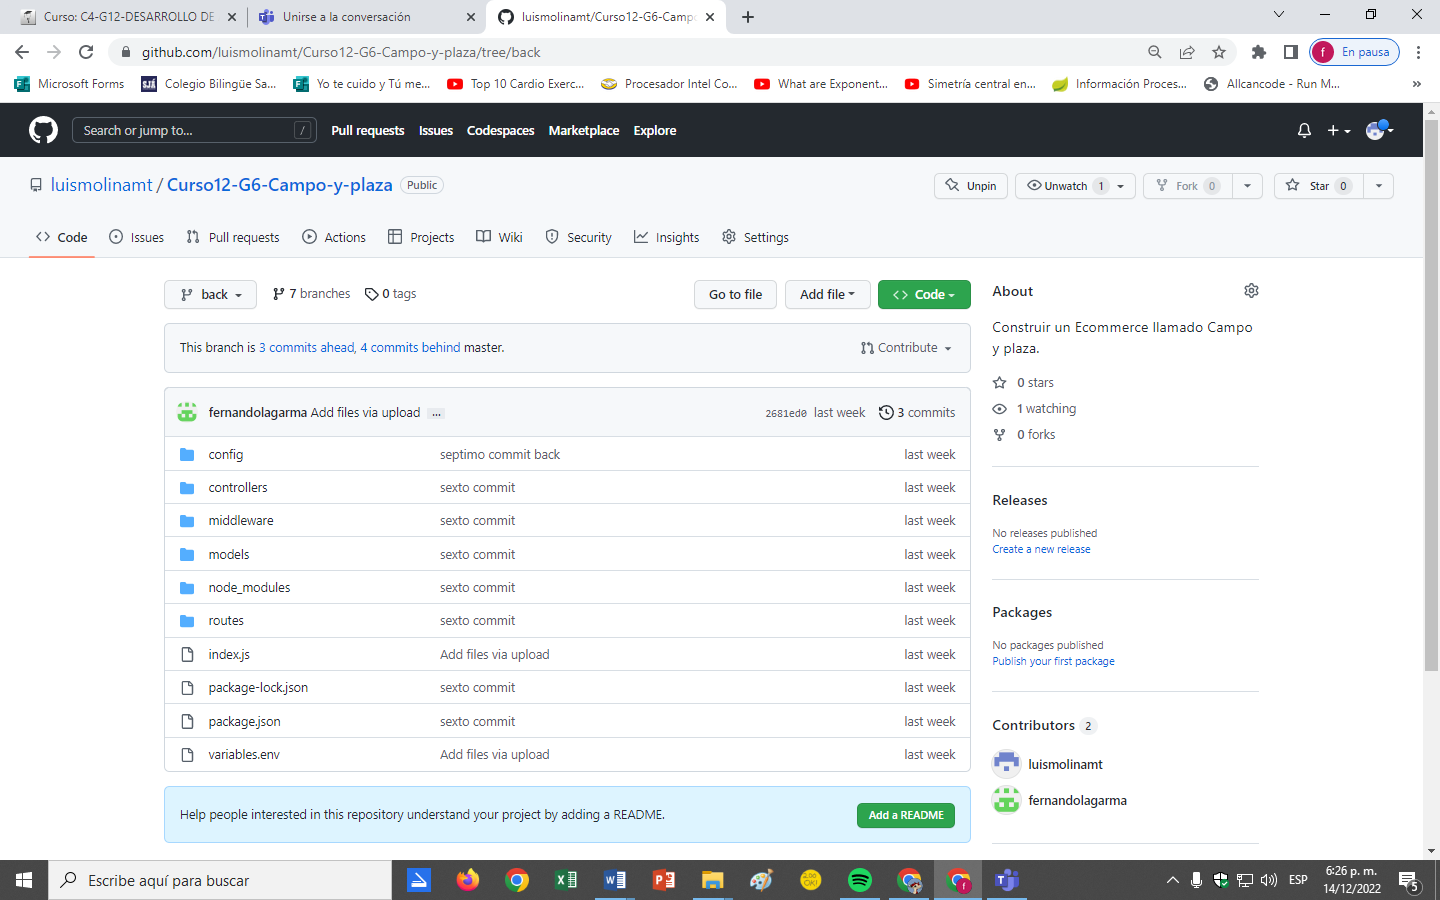 Curso: C4-G12-DESARROLLO DE
Unirse a la conversación
luismolinamt/Curso12-G6-Campo
github.com/luismolinamt/Curso12-G6-Campo-y-plaza/tree/back
f En pausa
Microsoft Forms
Colegio Bilingüe Sa...
Yo te cuido y Tú me...
Top 10 Cardio Exerc...
Procesador Intel Co...
What are Exponent...
Simetría central en...
Información Proces...
Allcancode - Run M...
»
Search or jump to... /
Pull requests Issues Codespaces Marketplace Explore
luismolinamt / Curso12-G6-Campo-y-plaza Public
Unpin Unwatch 1 Fork 0 Star 0
Code Issues Pull requests Actions Projects Wiki Security Insights Settings
back 7 branches 0 tags
Go to file Add file Code
This branch is 3 commits ahead, 4 commits behind master.
Contribute
fernandolagarma Add files via upload ... 2681ed0 last week 3 commits
config septimo commit back last week
controllers sexto commit last week
middleware sexto commit last week
models sexto commit last week
node_modules sexto commit last week
routes sexto commit last week
index.js Add files via upload last week
package-lock.json sexto commit last week
package.json sexto commit last week
variables.env Add files via upload last week
Help people interested in this repository understand your project by adding a README.
Add a README
About
Construir un Ecommerce llamado Campo
y plaza.
0 stars
1 watching
0 forks
Releases
No releases published
Create a new release
Packages
No packages published
Publish your first package
Contributors 2
luismolinamt
fernandolagarma
Escribe aquí para buscar
ESP
6:26 p. m.
14/12/2022
5